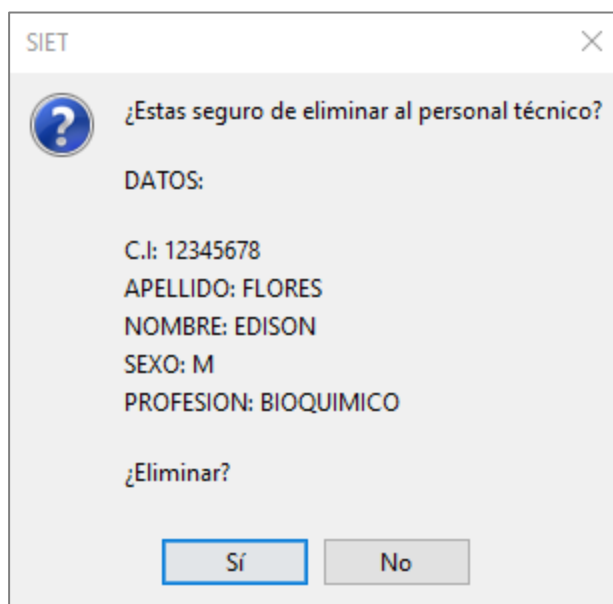 SIET
¿Estas seguro de eliminar al personal técnico?
DATOS:
C.I: 12345678
APELLIDO: FLORES
NOMBRE: EDISON
SEXO: M
PROFESION: BIOQUIMICO
¿Eliminar?
Sí
No